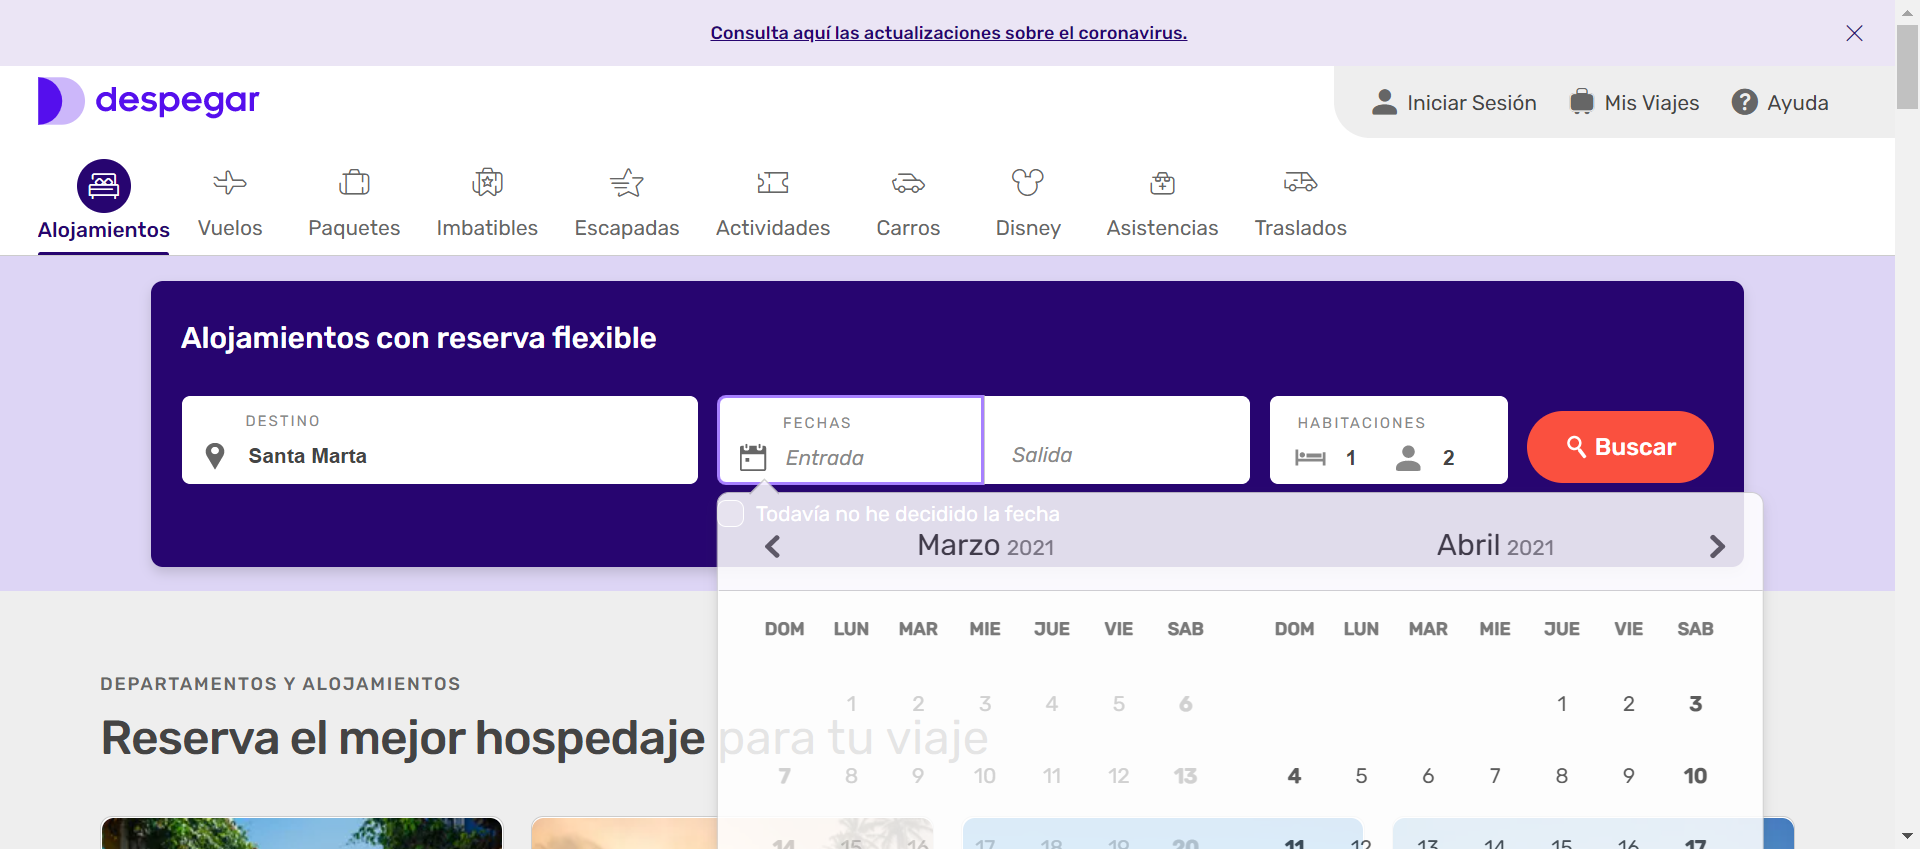 Consulta aquí las actualizaciones sobre el coronavirus.
despegar
Iniciar Sesión
Mis Viajes
Ayuda
Alojamientos
Vuelos
Paquetes
Imbatibles
Escapadas
Actividades
Carros
Disney
Asistencias
Traslados
Alojamientos con reserva flexible
DESTINO
Santa Marta
FECHAS
Entrada
Salida
HABITACIONES
1
2
Buscar
Todavía no he decidido la fecha
Marzo 2021
Abril 2021
DOM LUN MAR MIE JUE VIE SAB
1 2 3 4 5 6
7 8 9 10 11 12 13
14 15 16 17 18 19 20
DOM LUN MAR MIE JUE VIE SAB
1 2 3
4 5 6 7 8 9 10
11 12 13 14 15 16 17
DEPARTAMENTOS Y ALOJAMIENTOS
Reserva el mejor hospedaje para tu viaje